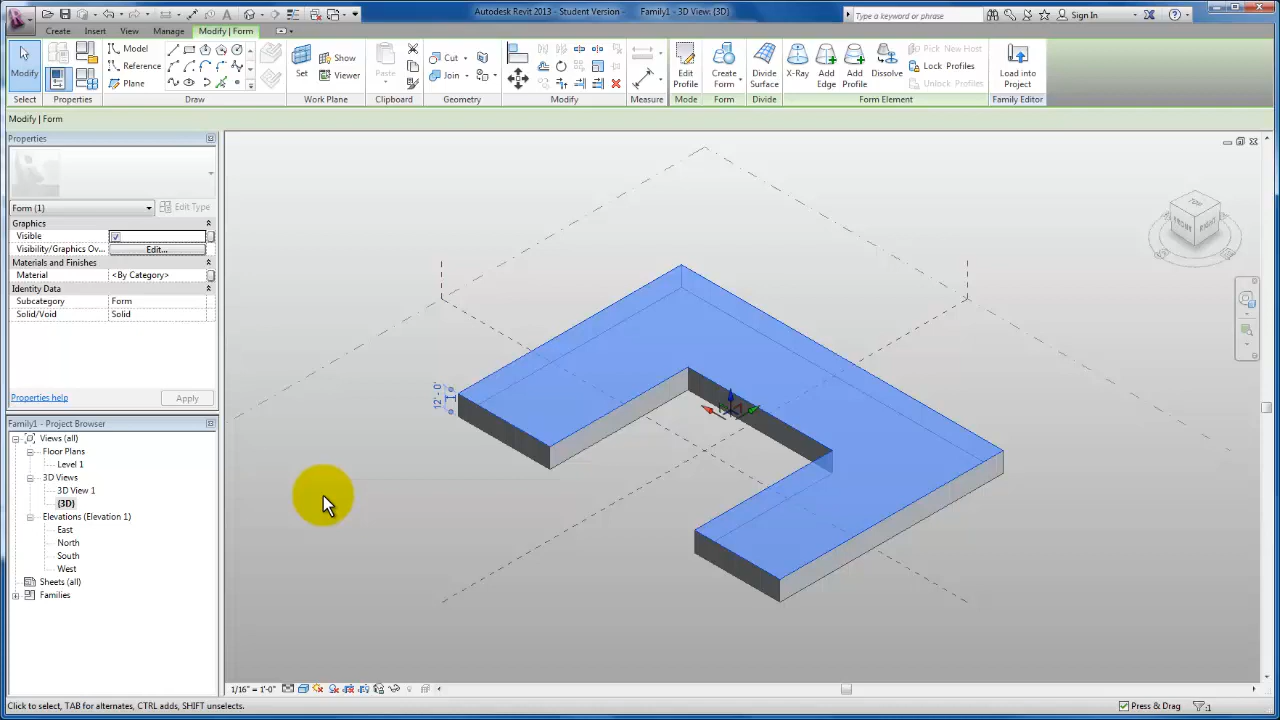 Autodesk Revit 2013 - Student Version - Family1 - 3D View: {3D}
Type a keyword or phrase
Sign In
Create Insert View Manage Modify | Form
Modify
Model
Reference
Plane
Set
Show
Viewer
Paste
Cut
Join
Edit Profile
Create Form
Divide Surface
X-Ray
Add Edge
Add Profile
Dissolve
Pick New Host
Lock Profiles
Unlock Profiles
Load into Project
Select Properties Draw Work Plane Clipboard Geometry Modify Measure Mode Form Divide Form Element Family Editor
Modify | Form
Properties
Form (1)
Edit Type
Graphics
Visible
Visibility/Graphics Ov... Edit...
Materials and Finishes
Material <By Category>
Identity Data
Subcategory Form
Solid/Void Solid
Properties help
Apply
Family1 - Project Browser
Views (all)
Floor Plans
Level 1
3D Views
3D View 1
{3D}
Elevations (Elevation 1)
East
North
South
West
Sheets (all)
Families
12' - 0"
TOP
FRONT
RIGHT
1/16" = 1'-0"
Click to select, TAB for alternates, CTRL adds, SHIFT unselects.
Press & Drag
:1